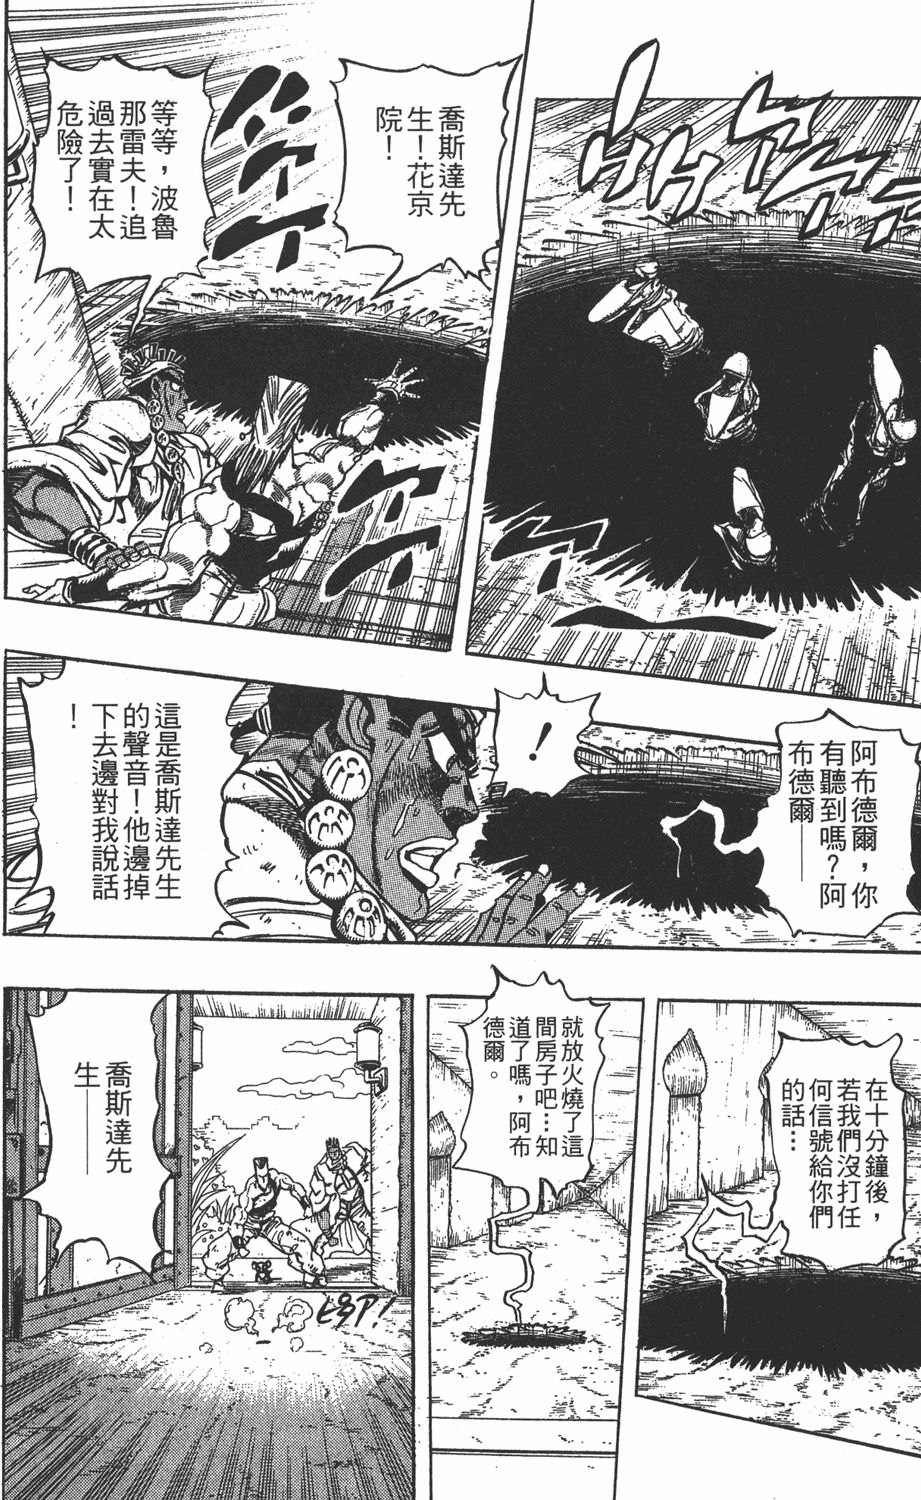 喬斯達先
生！花京
院！
等等，波魯
那雷夫！追
過去實在太
危險了！
阿布德爾，你
有聽到嗎？阿
布德爾——
！
這是喬斯達先生
的聲音！他邊掉
下去邊對我說話
！
在十分鐘後，
若我們沒打任
何信號給你們
的話…
就放火燒了這
間房子吧…知
道了嗎，阿布
德爾。
喬斯達先
生——